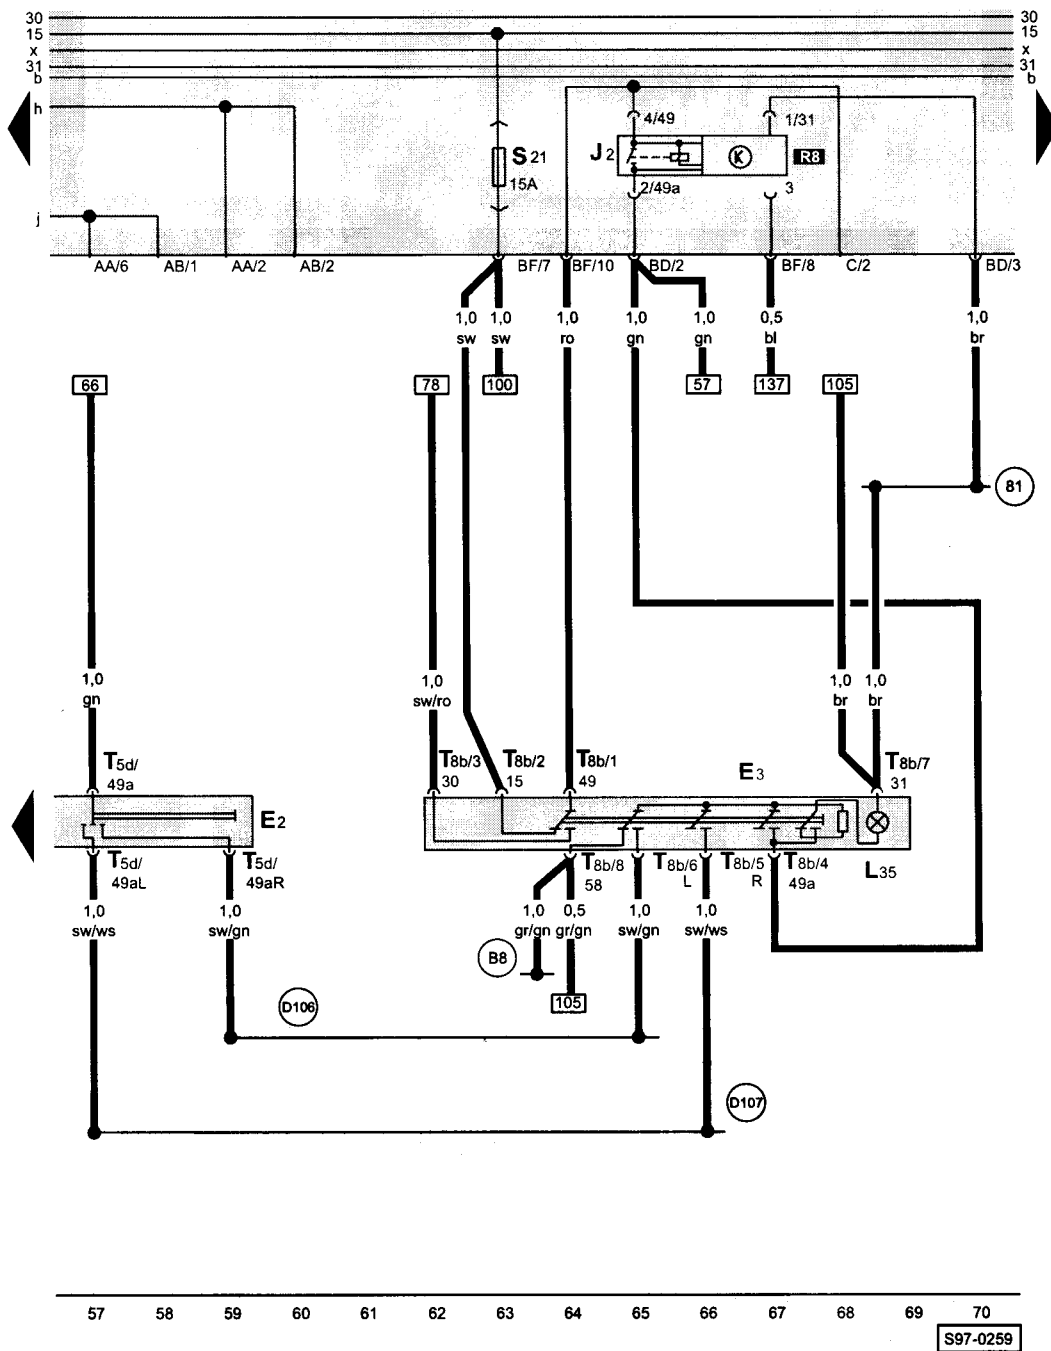 30 30
15 15
x x
31 31
b b
h
4/49 1/31
J2 K R8
S21
15A
2/49a 3
j
AA/6 AB/1 AA/2 AB/2 BF/7 BF/10 BD/2 BF/8 C/2 BD/3
1,0 1,0 1,0 1,0 1,0 0,5 1,0
sw sw ro gn gn bl br
66 78 100 57 137 105
81
1,0 1,0 1,0 1,0
gn sw/ro br br
T5d/ T8b/3 T8b/2 T8b/1 E3 T8b/7
49a 30 15 49 31
E2
T5d/ T5d/ T8b/8 T8b/6 T8b/5 T8b/4 L35
49aL 49aR 58 L R 49a
1,0 1,0 1,0 0,5 1,0 1,0
sw/ws sw/gn gr/gn gr/gn sw/gn sw/ws
B8
105
D106
D107
57 58 59 60 61 62 63 64 65 66 67 68 69 70
S97-0259